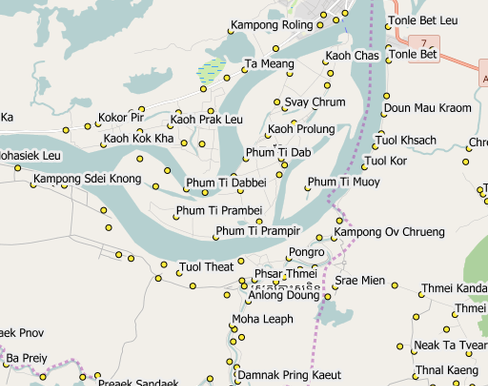 Tonle Bet Leu
Kampong Roling
7
Kaoh Chas
Tonle Bet
Ta Meang
A
Svay Chrum
Doun Mau Kraom
Ka
Kokor Pir
Kaoh Prak Leu
Kaoh Prolung
Kaoh Kok Kha
Tuol Khsach
Chro
Phum Ti Dab
Mohasiek Leu
Tuol Kor
Kampong Sdei Knong
Phum Ti Dabbei
Phum Ti Muoy
T
Phum Ti Prambei
Phum Ti Prampir
Kampong Ov Chrueng
Pongro
Tuol Theat
Phsar Thmei
Srae Mien
Thmei Kanda
Anlong Doung
Thmei
Moha Leaph
aek Pnov
Neak Ta Tvear
Ba Preiy
Thnal Kaeng
Damnak Pring Kaeut
Preaek Sandaek